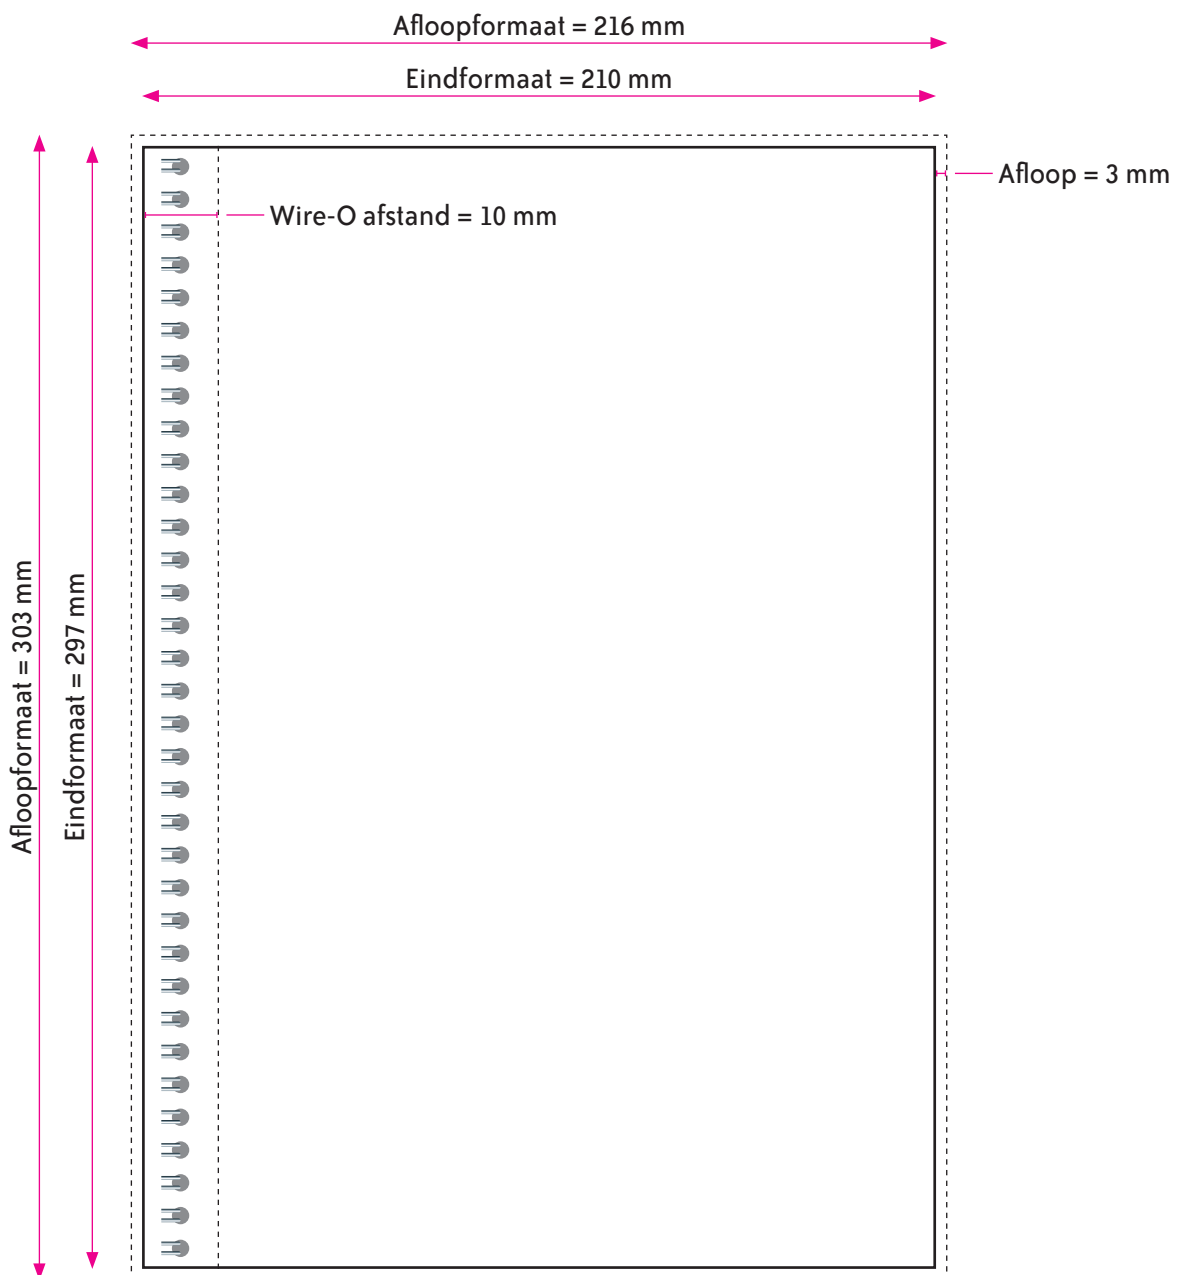 Afloopformaat = 216 mm
Eindformaat = 210 mm
Afloop = 3 mm
Wire-O afstand = 10 mm
Afloopformaat = 303 mm
Eindformaat = 297 mm